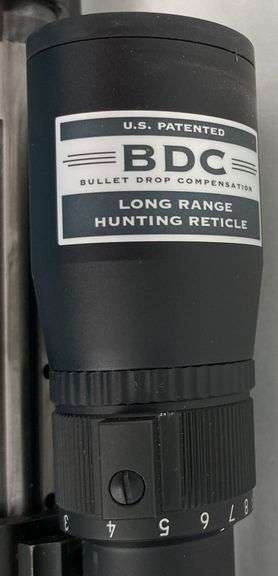 U.S. PATENTED
BDC
BULLET DROP COMPENSATION
LONG RANGE
HUNTING RETICLE
3 4 5 6 7 8